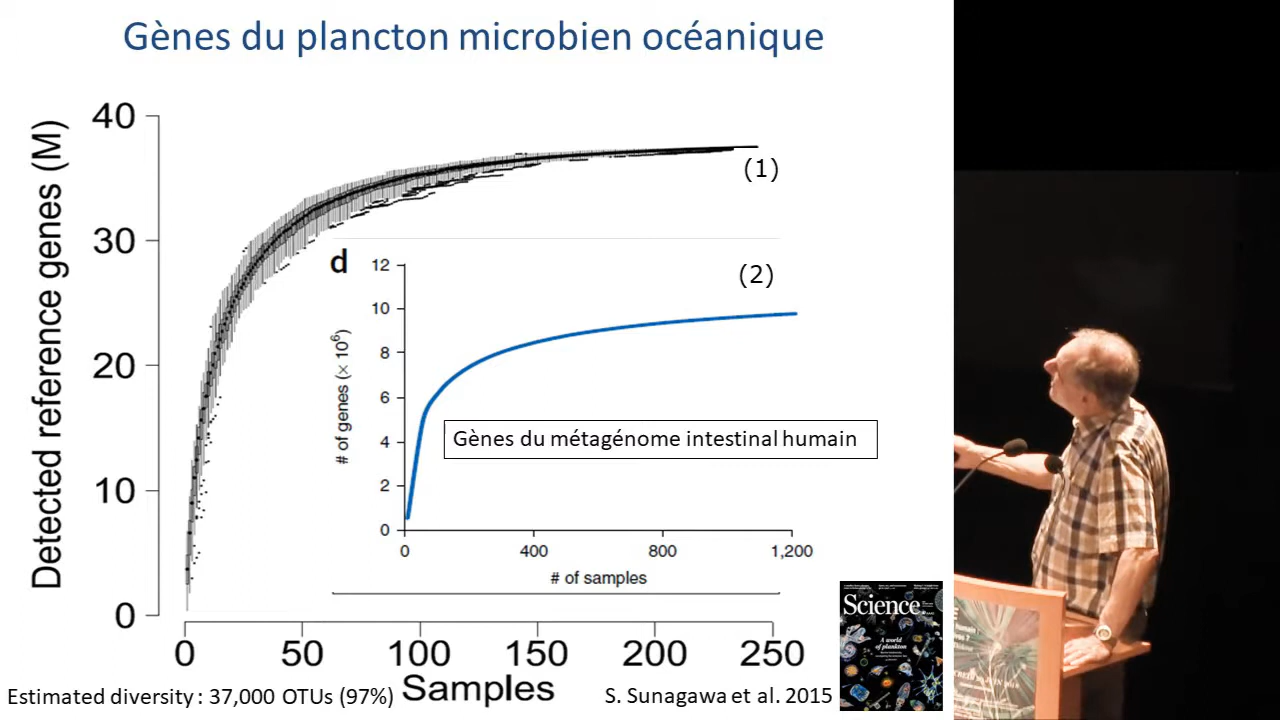 Gènes du plancton microbien océanique
40
30
20
10
0
Detected reference genes (M)
(1)
d
(2)
12
10
8
6
4
2
0
# of genes (× 10⁶)
Gènes du métagénome intestinal humain
0 400 800 1,200
# of samples
0 50 100 150 200 250
Samples
Estimated diversity : 37,000 OTUs (97%)
S. Sunagawa et al. 2015
Science
A world
of plankton